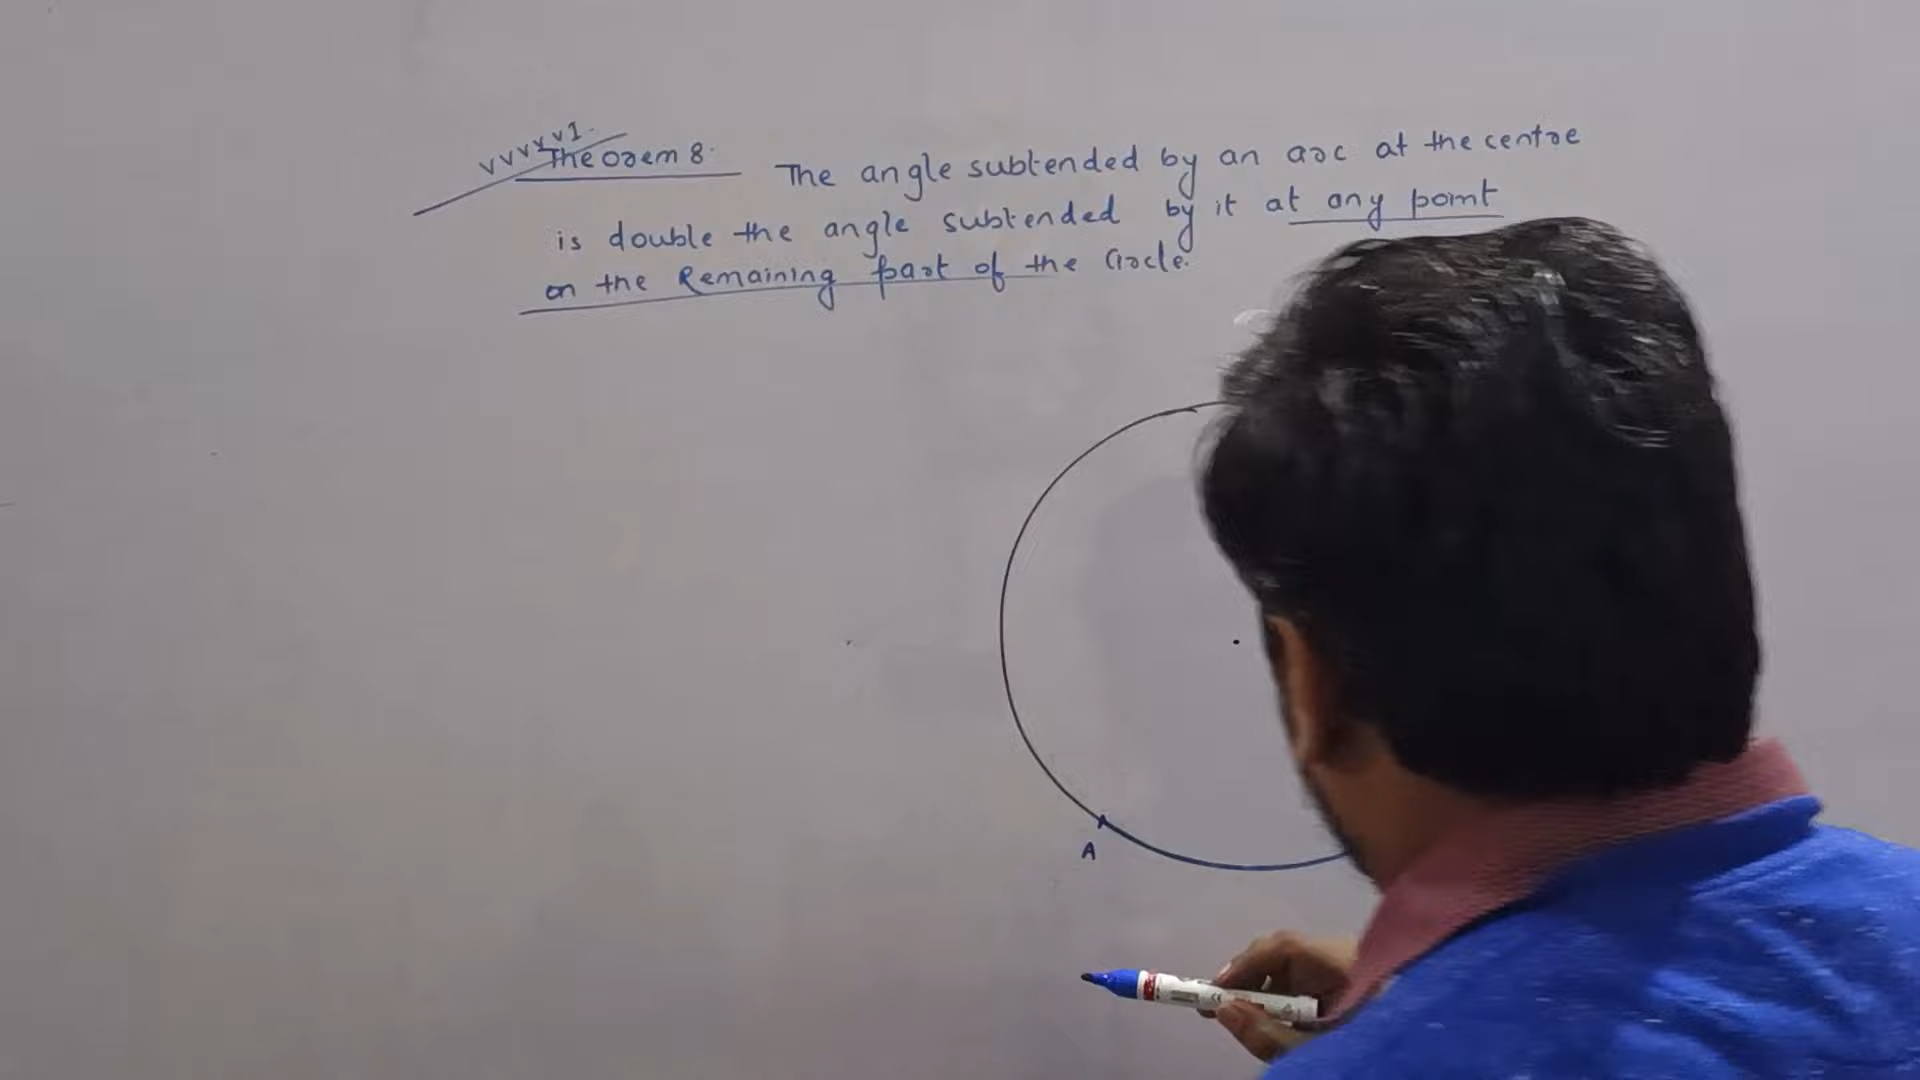 VVVVVI.
Theorem 8. The angle subtended by an arc at the centre
is double the angle subtended by it at any point
on the Remaining part of the Circle.
A